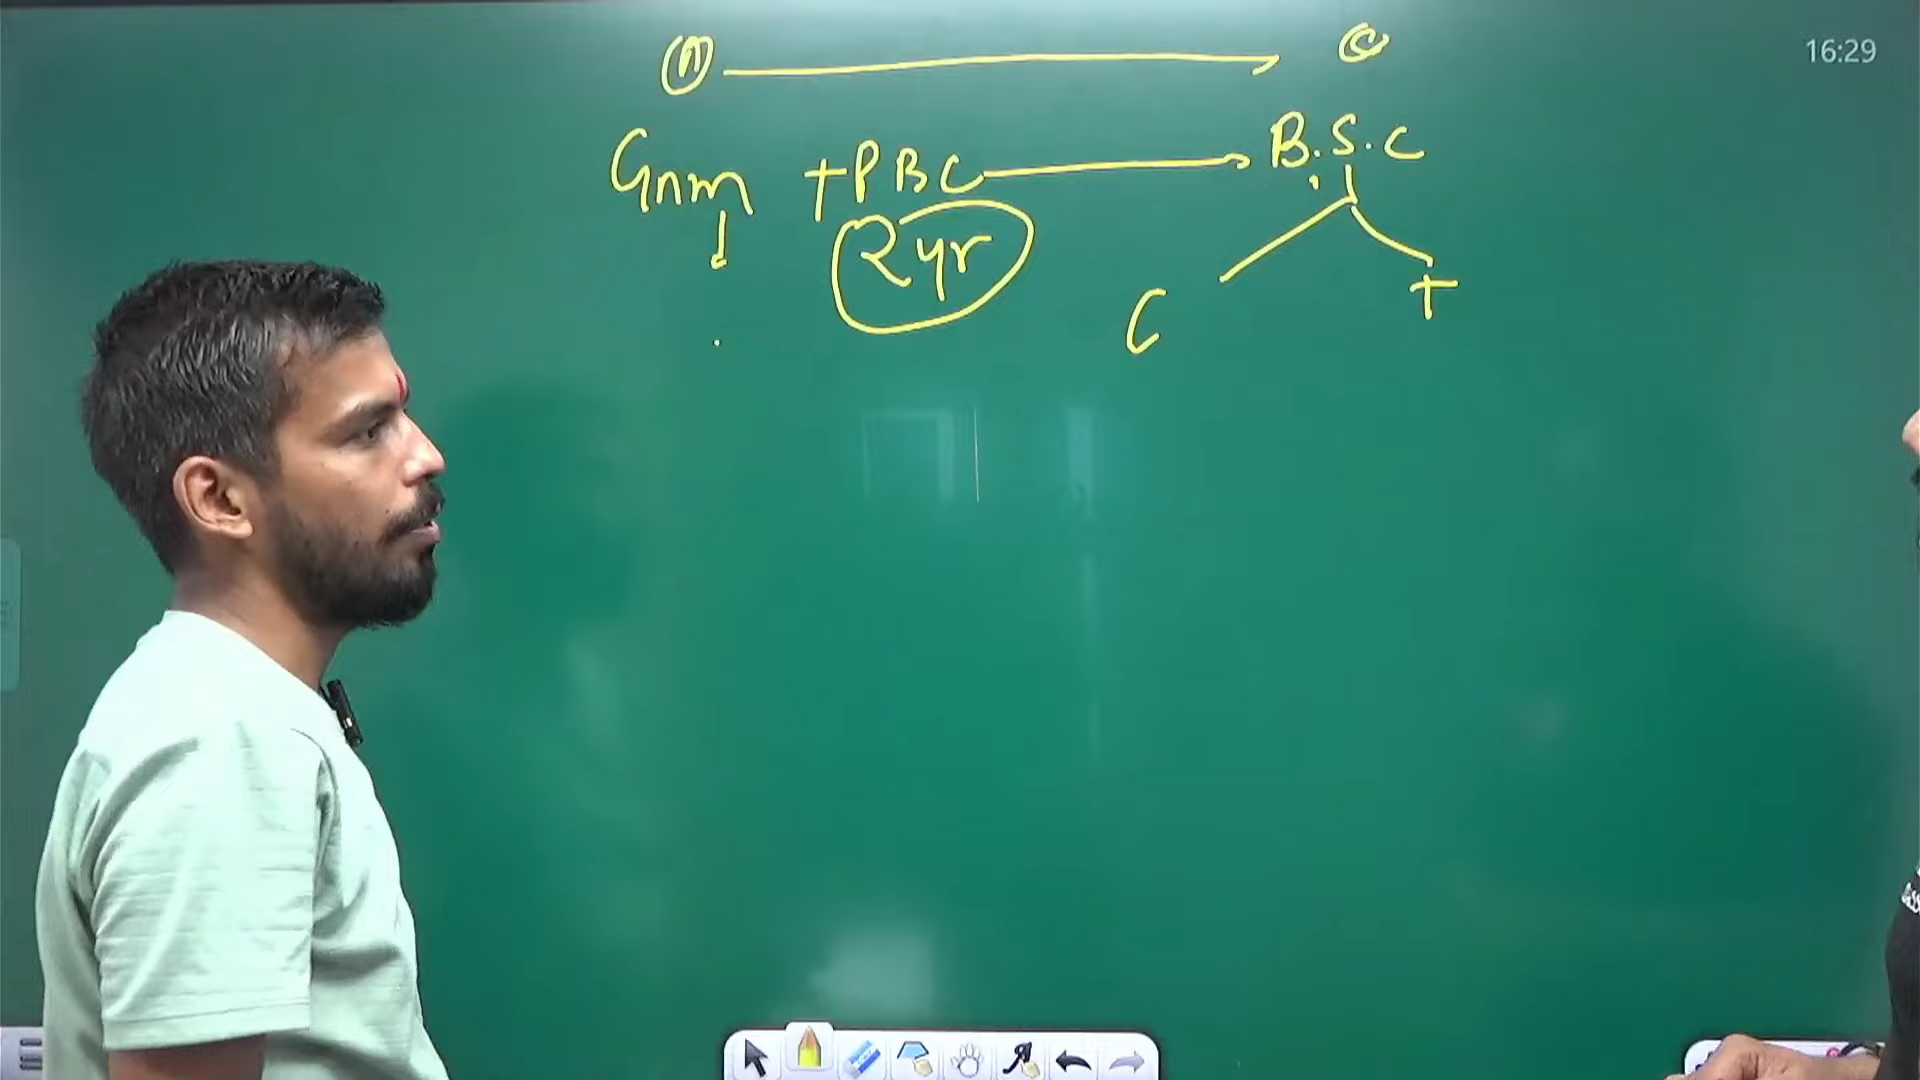 n → c
16:29
Gnm + PBC → B.S.C
2yr
C T